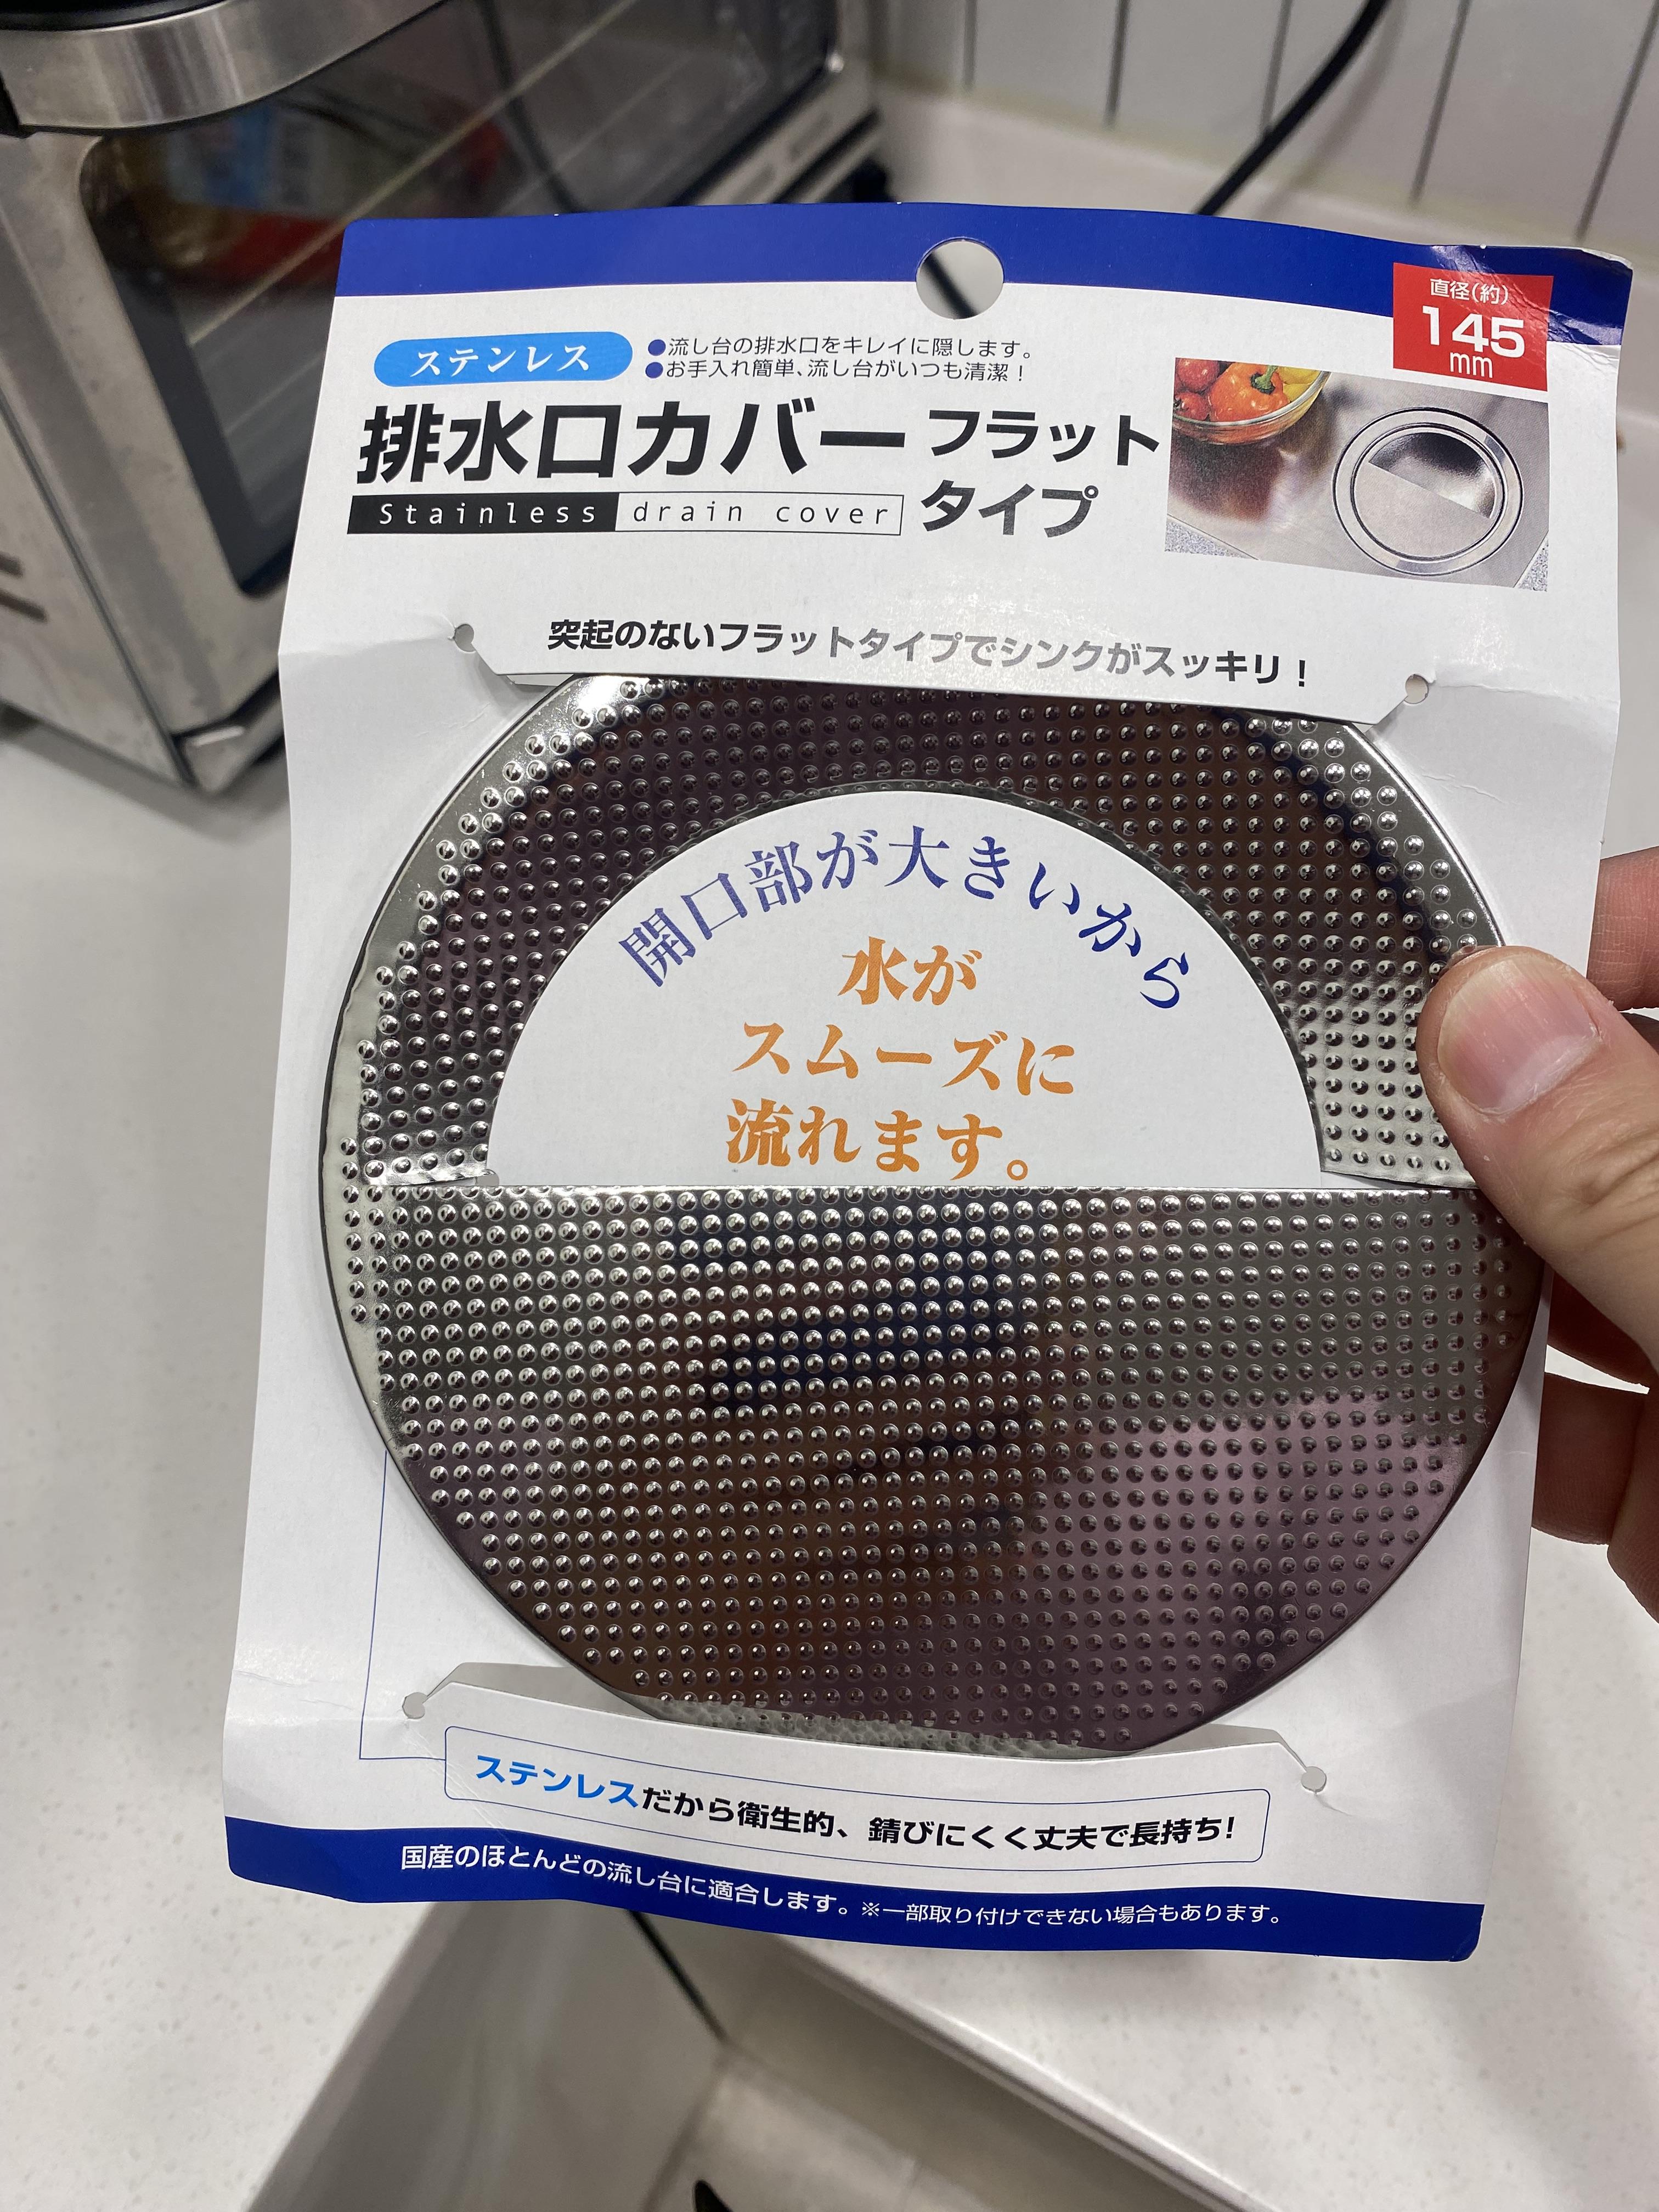 直径(約)
145
mm
ステンレス
●流し台の排水口をキレイに隠します。
●お手入れ簡単、流し台がいつも清潔！
排水口カバー フラット
タイプ
Stainless drain cover
突起のないフラットタイプでシンクがスッキリ！
開口部が大きいから
水が
スムーズに
流れます。
ステンレスだから衛生的、錆びにくく丈夫で長持ち!
国産のほとんどの流し台に適合します。※一部取り付けできない場合もあります。